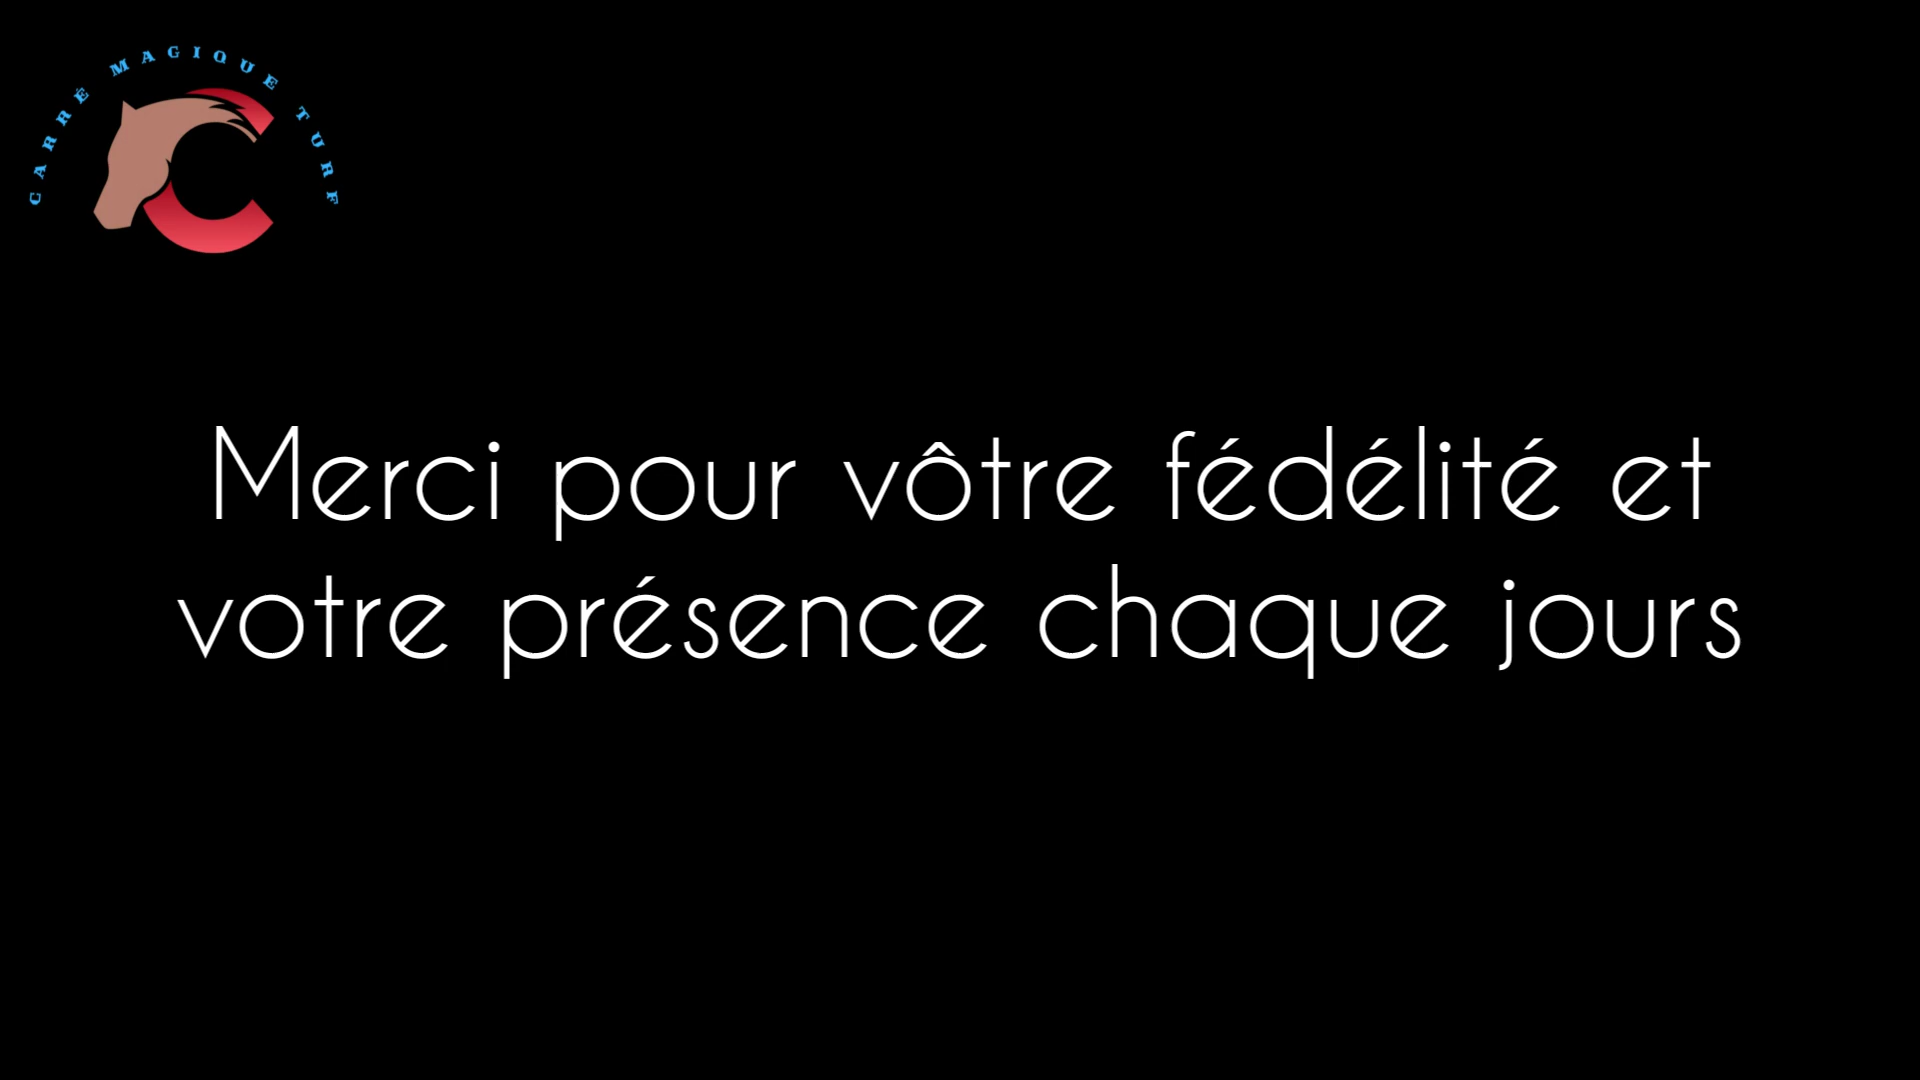 CARRÉ MAGIQUE TURF
Merci pour vôtre fédélité et
votre présence chaque jours